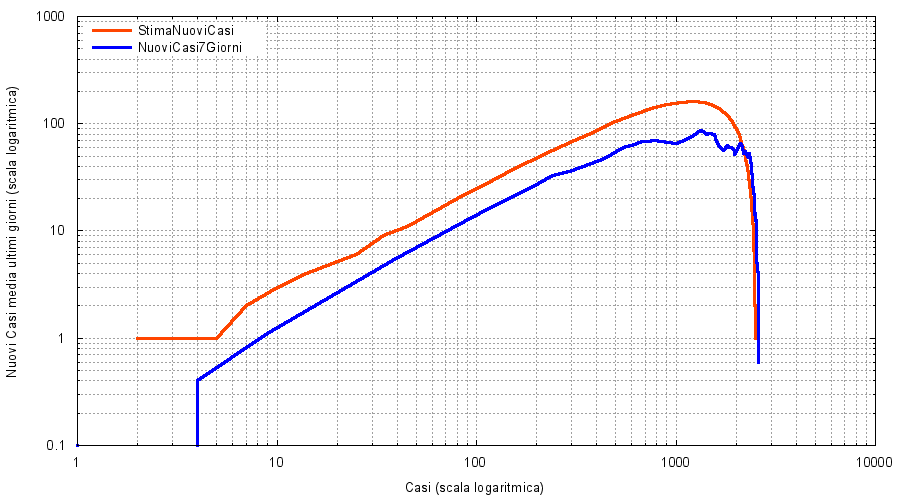 1000
StimaNuoviCasi
NuoviCasi7Giorni
100
10
1
0.1
Nuovi Casi media ultimi giorni (scala logaritmica)
1
10
100
1000
10000
Casi (scala logaritmica)